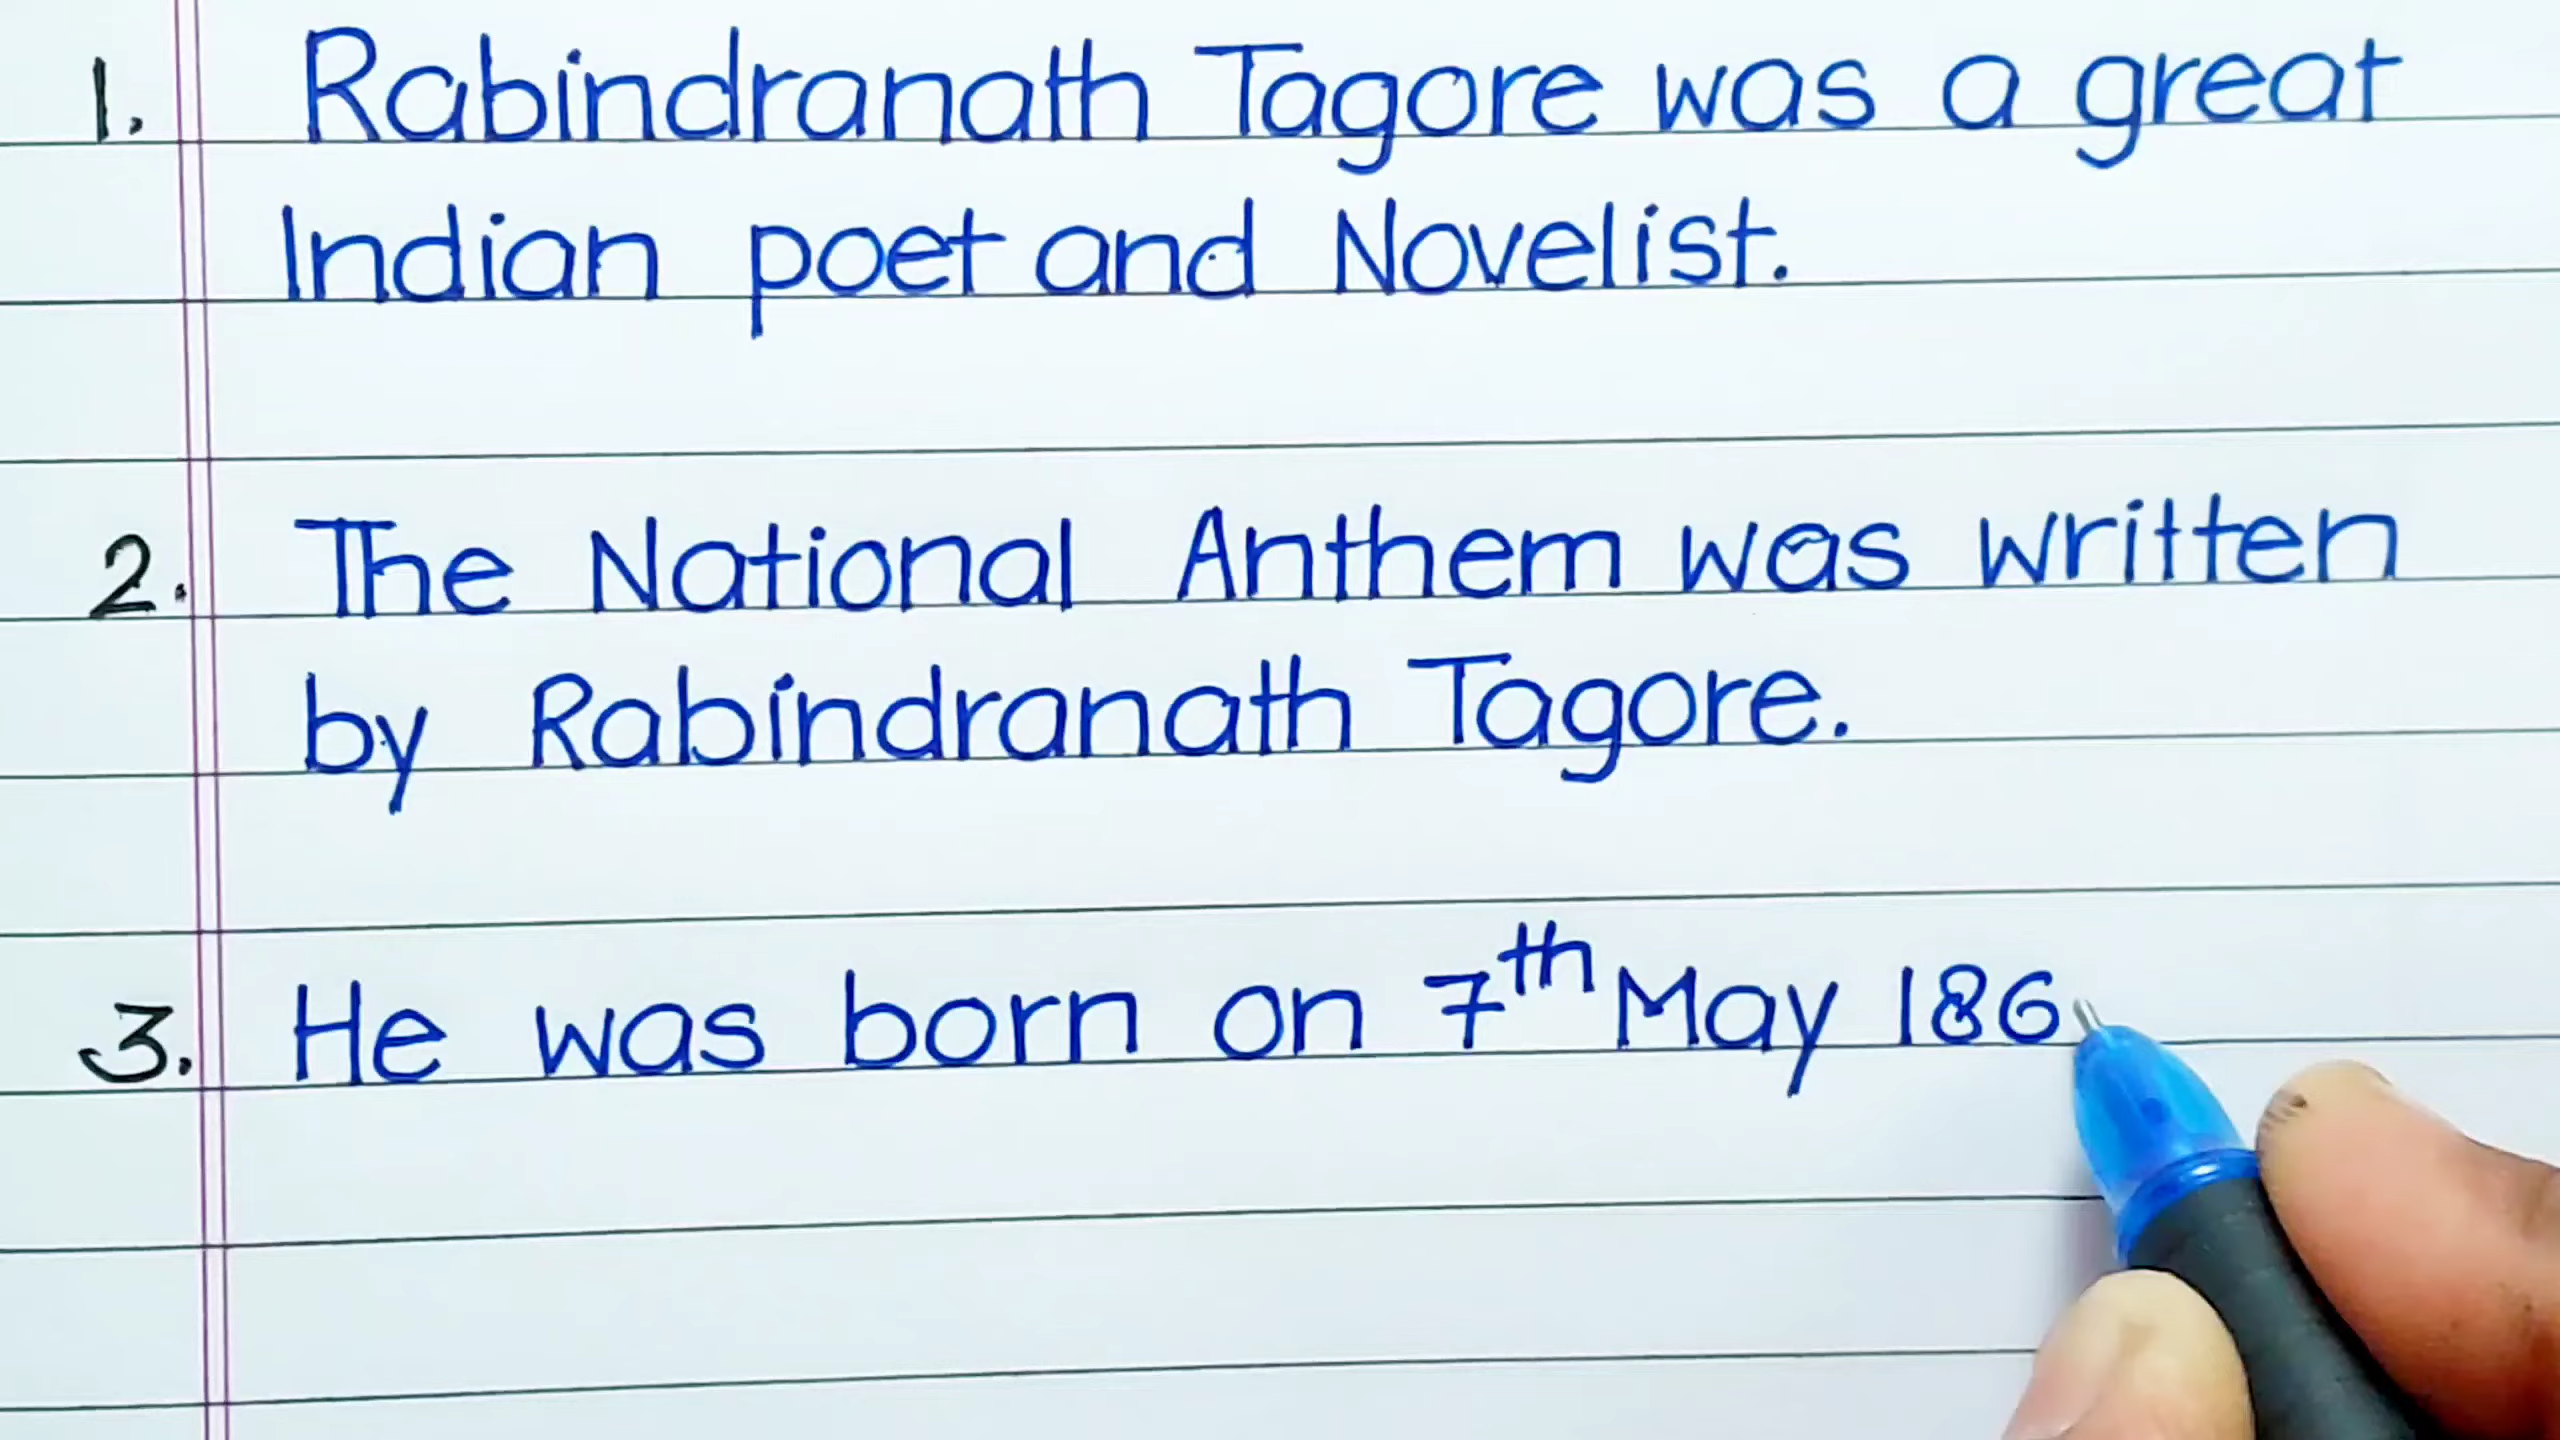 1. Rabindranath Tagore was a great
Indian poet and Novelist.
2. The National Anthem was written
by Rabindranath Tagore.
3. He was born on 7th May 186